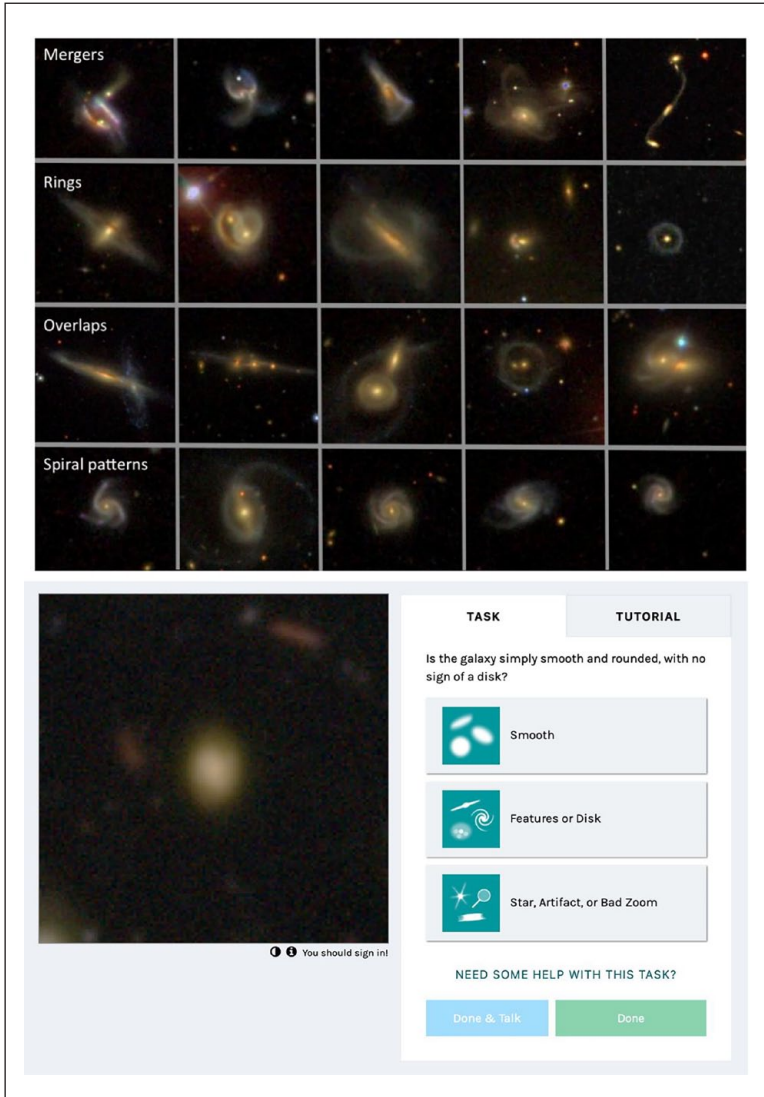 Mergers
Rings
Overlaps
Spiral patterns
TASK
TUTORIAL
Is the galaxy simply smooth and rounded, with no
sign of a disk?
Smooth
Features or Disk
Star, Artifact, or Bad Zoom
You should sign in!
NEED SOME HELP WITH THIS TASK?
Done & Talk
Done